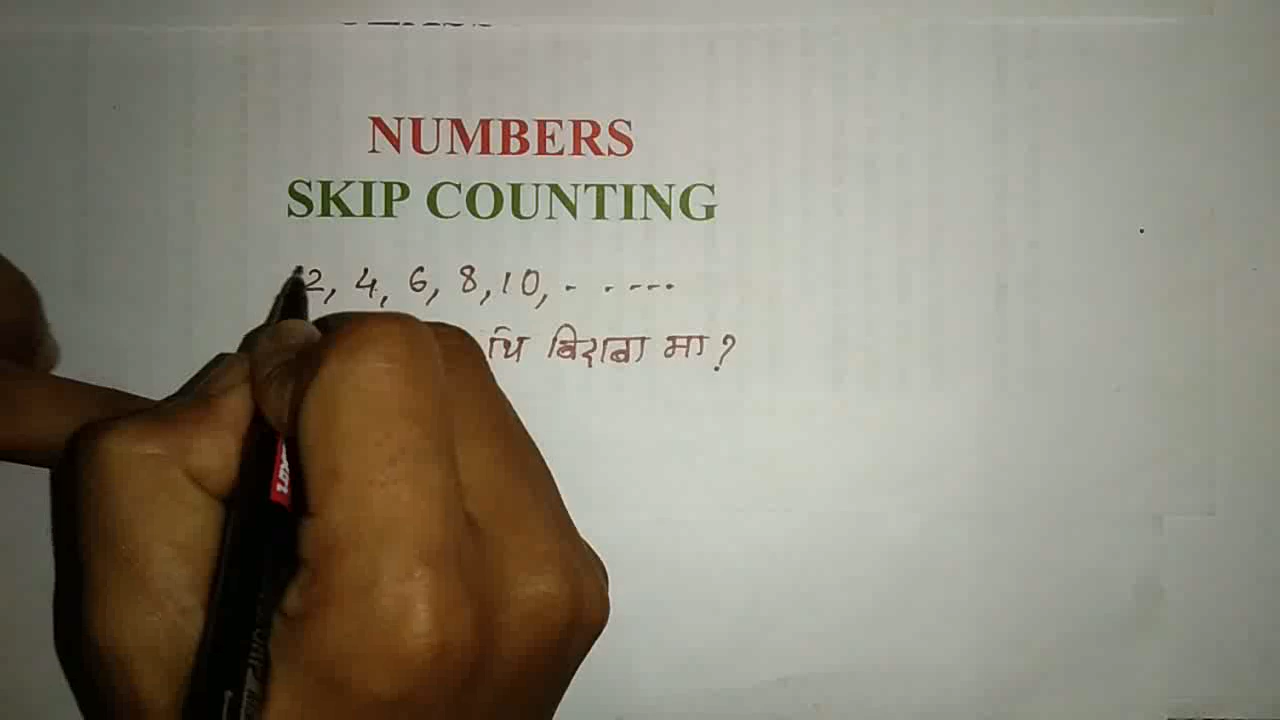 NUMBERS
SKIP COUNTING
2, 4, 6, 8, 10, - - - - - -
मा ?